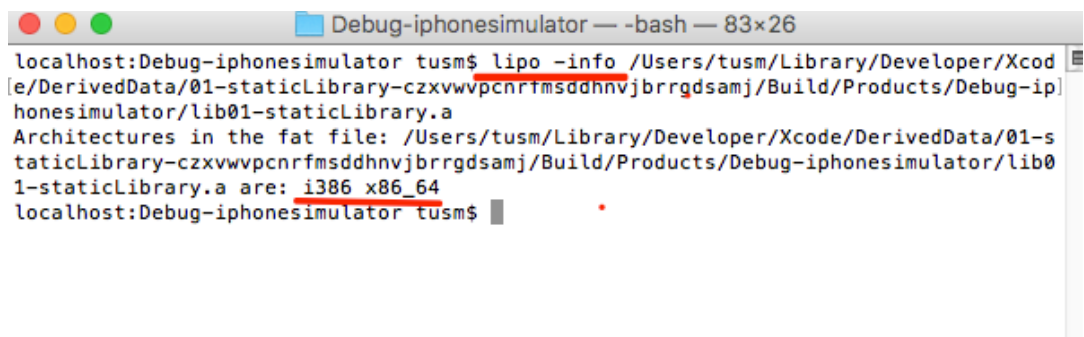 Debug-iphonesimulator — -bash — 83×26
localhost:Debug-iphonesimulator tusm$ lipo -info /Users/tusm/Library/Developer/Xcod
e/DerivedData/01-staticLibrary-czxvwvpcnrfmsddhnvjbrrgdsamj/Build/Products/Debug-ip
honesimulator/lib01-staticLibrary.a
Architectures in the fat file: /Users/tusm/Library/Developer/Xcode/DerivedData/01-s
taticLibrary-czxvwvpcnrfmsddhnvjbrrgdsamj/Build/Products/Debug-iphonesimulator/lib0
1-staticLibrary.a are: i386 x86_64
localhost:Debug-iphonesimulator tusm$